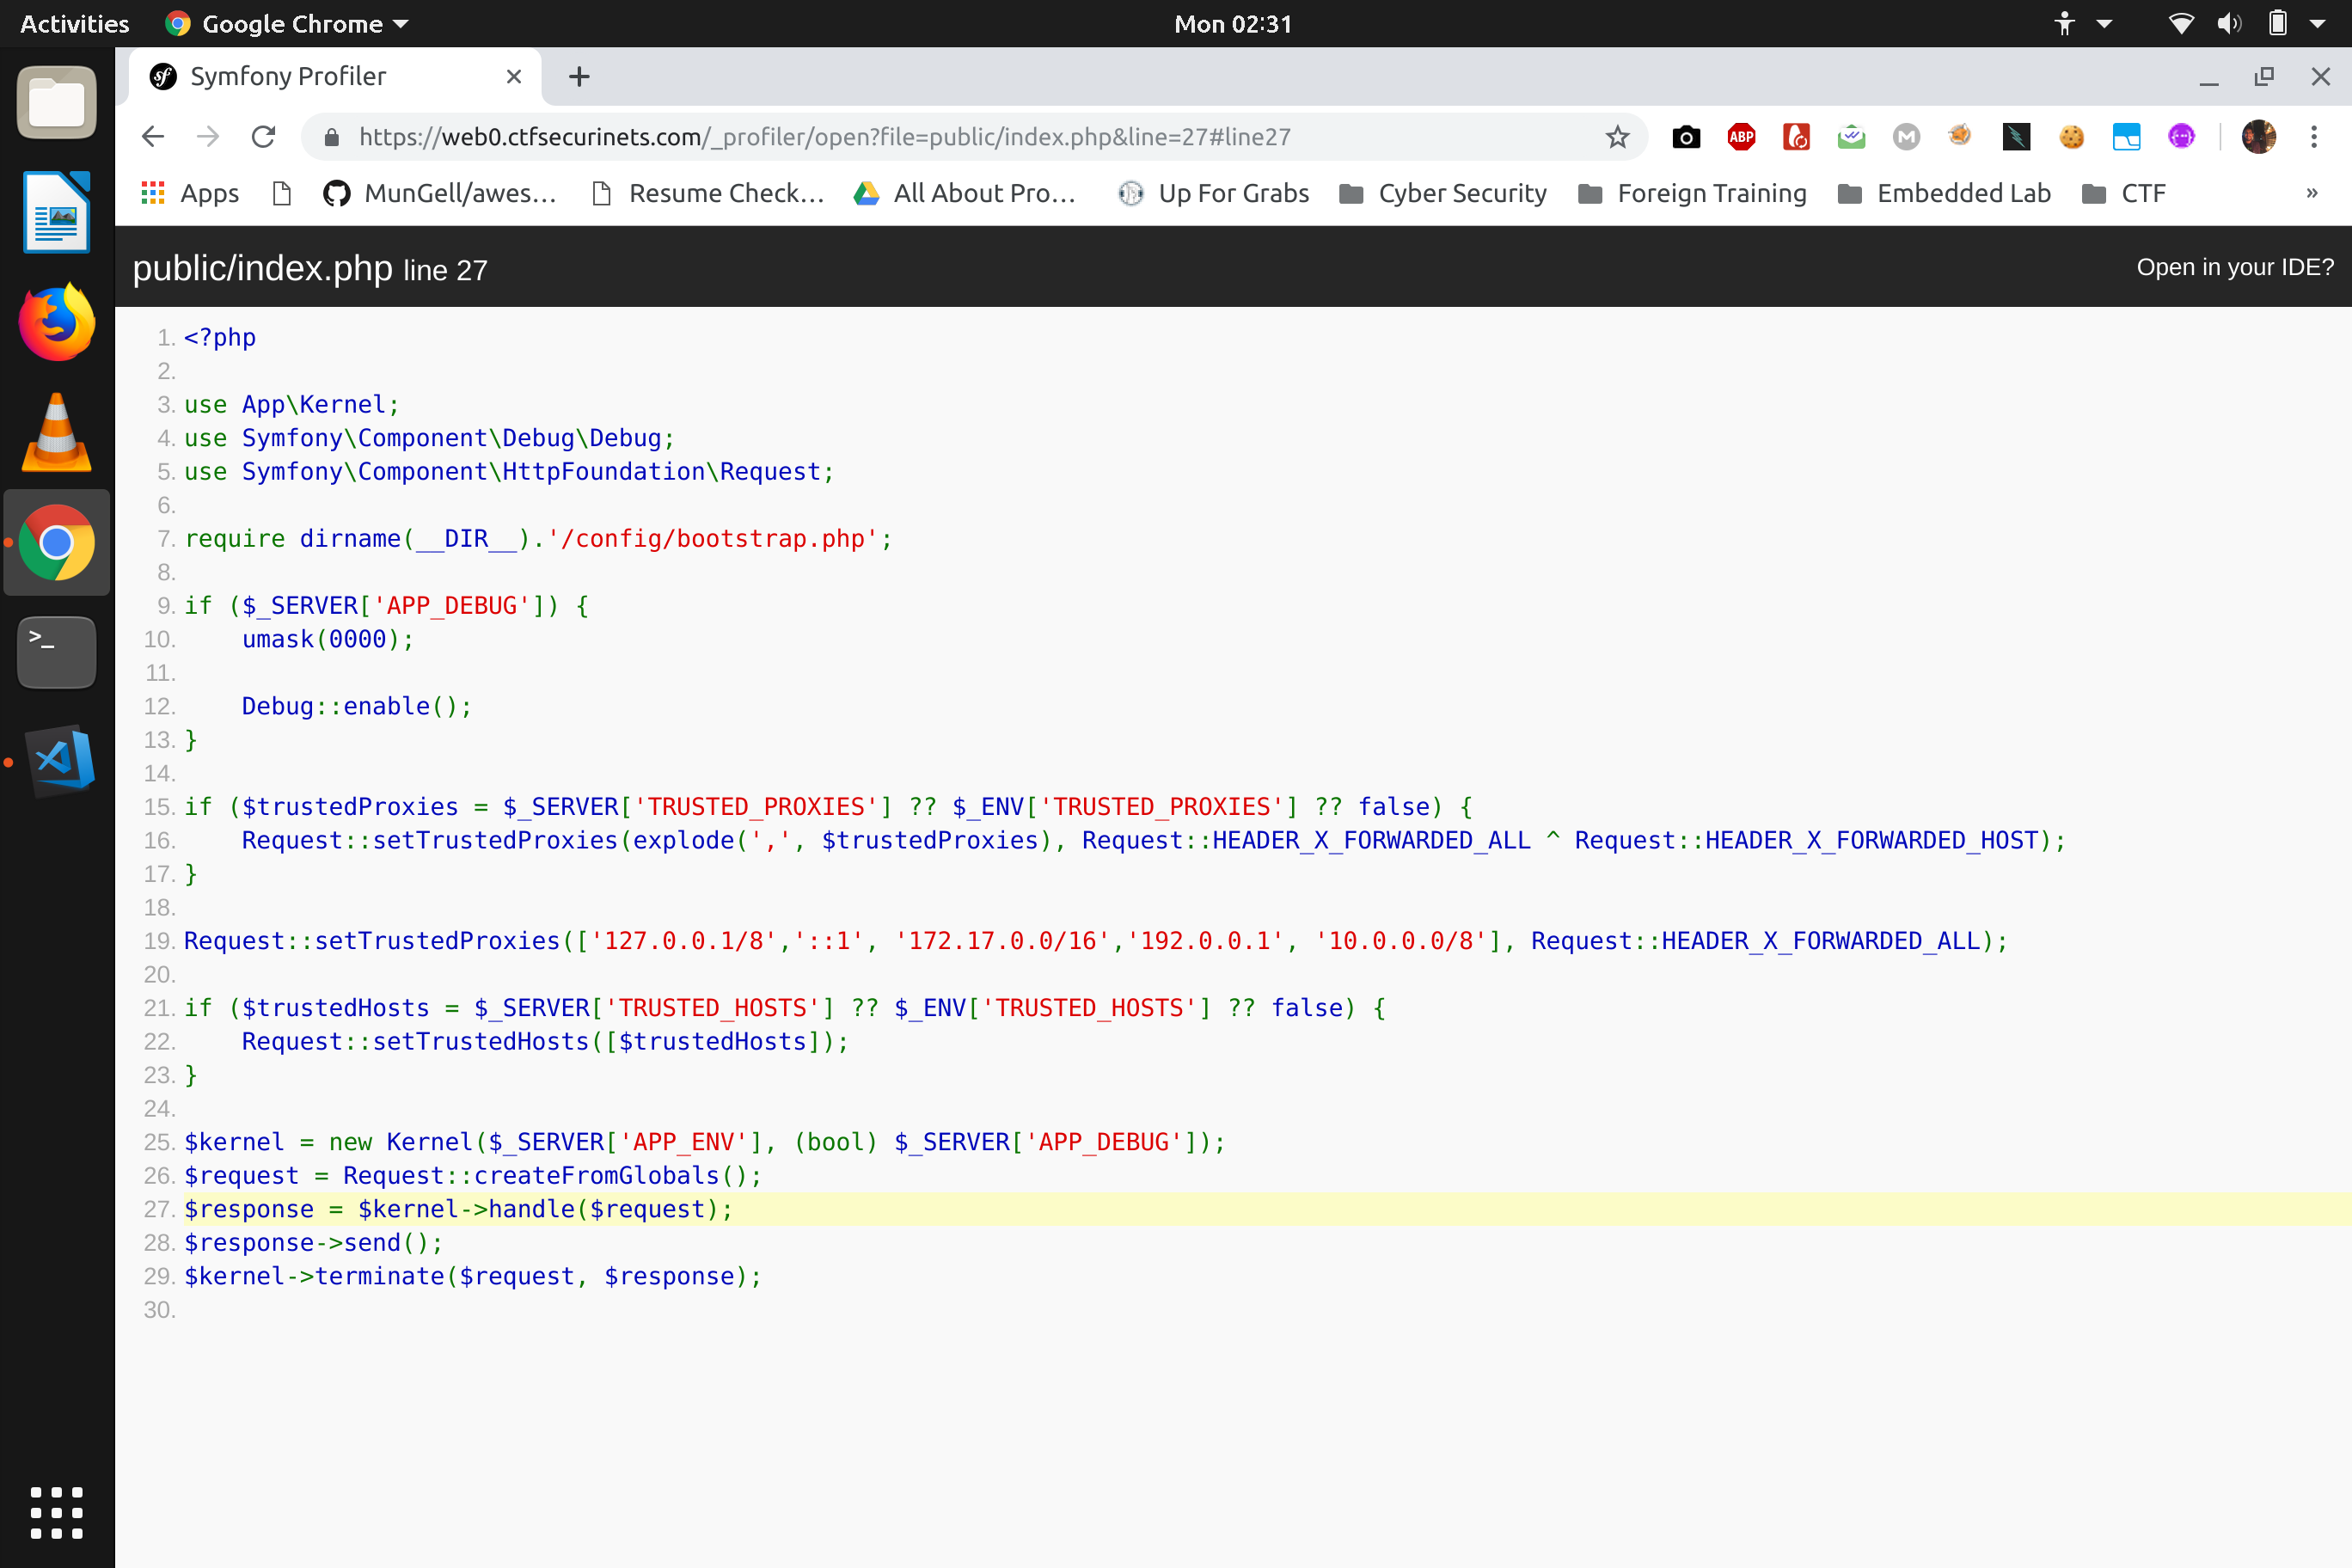 Activities Google Chrome Mon 02:31
Symfony Profiler
https://web0.ctfsecurinets.com/_profiler/open?file=public/index.php&line=27#line27
ABP M
Apps MunGell/awes... Resume Check... All About Pro... Up For Grabs Cyber Security Foreign Training Embedded Lab CTF »
public/index.php line 27 Open in your IDE?
1. <?php
2.
3. use App\Kernel;
4. use Symfony\Component\Debug\Debug;
5. use Symfony\Component\HttpFoundation\Request;
6.
7. require dirname(__DIR__).'/config/bootstrap.php';
8.
9. if ($_SERVER['APP_DEBUG']) {
10.     umask(0000);
11.
12.     Debug::enable();
13. }
14.
15. if ($trustedProxies = $_SERVER['TRUSTED_PROXIES'] ?? $_ENV['TRUSTED_PROXIES'] ?? false) {
16.     Request::setTrustedProxies(explode(',', $trustedProxies), Request::HEADER_X_FORWARDED_ALL ^ Request::HEADER_X_FORWARDED_HOST);
17. }
18.
19. Request::setTrustedProxies(['127.0.0.1/8','::1', '172.17.0.0/16','192.0.0.1', '10.0.0.0/8'], Request::HEADER_X_FORWARDED_ALL);
20.
21. if ($trustedHosts = $_SERVER['TRUSTED_HOSTS'] ?? $_ENV['TRUSTED_HOSTS'] ?? false) {
22.     Request::setTrustedHosts([$trustedHosts]);
23. }
24.
25. $kernel = new Kernel($_SERVER['APP_ENV'], (bool) $_SERVER['APP_DEBUG']);
26. $request = Request::createFromGlobals();
27. $response = $kernel->handle($request);
28. $response->send();
29. $kernel->terminate($request, $response);
30.